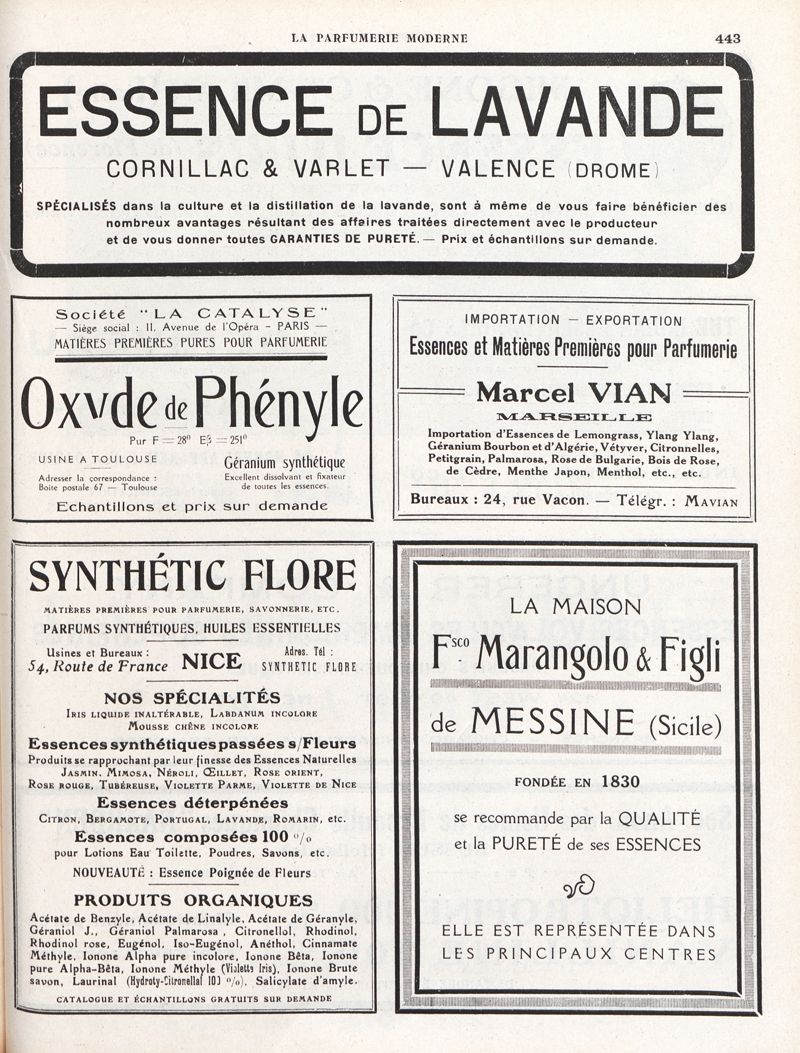 LA PARFUMERIE MODERNE
443
ESSENCE DE LAVANDE
CORNILLAC & VARLET — VALENCE (DROME)
SPÉCIALISÉS dans la culture et la distillation de la lavande, sont à même de vous faire bénéficier des
nombreux avantages résultant des affaires traitées directement avec le producteur
et de vous donner toutes GARANTIES DE PURETÉ. — Prix et échantillons sur demande.
Société "LA CATALYSE"
— Siège social : 11, Avenue de l'Opéra - PARIS —
MATIÈRES PREMIÈRES PURES POUR PARFUMERIE
Oxyde de Phényle
Pur F = 28° Eβ = 251°
USINE A TOULOUSE
Adresser la correspondance :
Boite postale 67 — Toulouse
Géranium synthétique
Excellent dissolvant et fixateur
de toutes les essences.
Echantillons et prix sur demande
IMPORTATION — EXPORTATION
Essences et Matières Premières pour Parfumerie
Marcel VIAN
MARSEILLE
Importation d'Essences de Lemongrass, Ylang Ylang,
Géranium Bourbon et d'Algérie, Vétyver, Citronnelles,
Petitgrain, Palmarosa, Rose de Bulgarie, Bois de Rose,
de Cèdre, Menthe Japon, Menthol, etc., etc.
Bureaux : 24, rue Vacon. — Télégr. : MAVIAN
SYNTHÉTIC FLORE
MATIÈRES PREMIÈRES POUR PARFUMERIE, SAVONNERIE, ETC.
PARFUMS SYNTHÉTIQUES, HUILES ESSENTIELLES
Usines et Bureaux :
54, Route de France
NICE
Adres. Tél :
SYNTHETIC FLORE
NOS SPÉCIALITÉS
IRIS LIQUIDE INALTÉRABLE, LABDANUM INCOLORE
MOUSSE CHÊNE INCOLORE
Essences synthétiques passées s/Fleurs
Produits se rapprochant par leur finesse des Essences Naturelles
JASMIN, MIMOSA, NÉROLI, ŒILLET, ROSE ORIENT,
ROSE ROUGE, TUBÉREUSE, VIOLETTE PARME, VIOLETTE DE NICE
Essences déterpénées
CITRON, BERGAMOTE, PORTUGAL, LAVANDE, ROMARIN, etc.
Essences composées 100 %
pour Lotions Eau Toilette, Poudres, Savons, etc.
NOUVEAUTÉ : Essence Poignée de Fleurs
PRODUITS ORGANIQUES
Acétate de Benzyle, Acétate de Linalyle, Acétate de Géranyle,
Géraniol J., Géraniol Palmarosa, Citronellol, Rhodinol,
Rhodinol rose, Eugénol, Iso-Eugénol, Anéthol, Cinnamate
Méthyle, Ionone Alpha pure incolore, Ionone Bêta, Ionone
pure Alpha-Bêta, Ionone Méthyle (Violetts Iris), Ionone Brute
savon, Laurinal (Hydroty-Citronellal 100 %), Salicylate d'amyle.
CATALOGUE ET ÉCHANTILLONS GRATUITS SUR DEMANDE
LA MAISON
Fsco Marangolo & Figli
de MESSINE (Sicile)
FONDÉE EN 1830
se recommande par la QUALITÉ
et la PURETÉ de ses ESSENCES
ELLE EST REPRÉSENTÉE DANS
LES PRINCIPAUX CENTRES